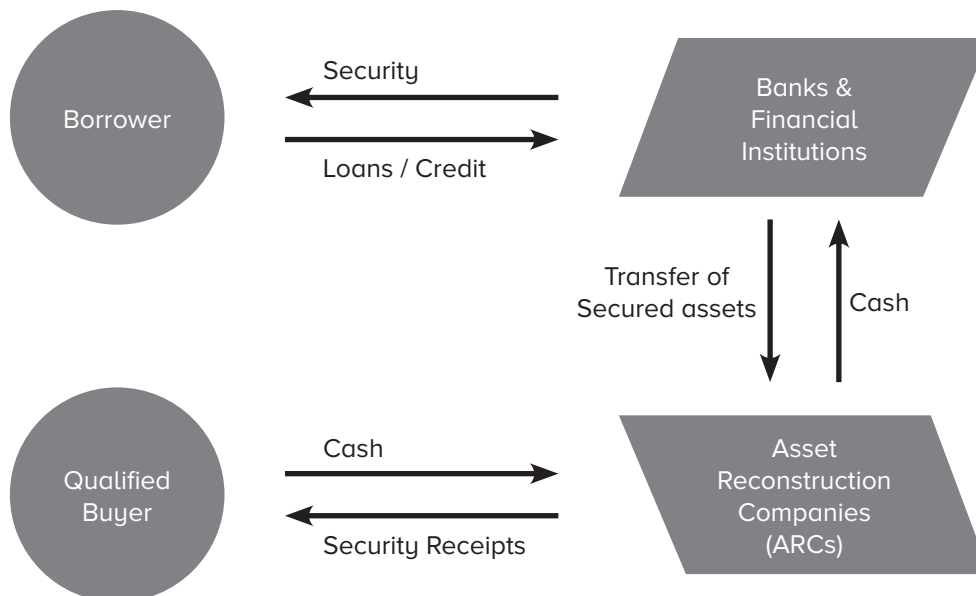 Borrower
Security
Loans / Credit
Banks &
Financial
Institutions
Transfer of
Secured assets
Cash
Qualified
Buyer
Cash
Security Receipts
Asset
Reconstruction
Companies
(ARCs)